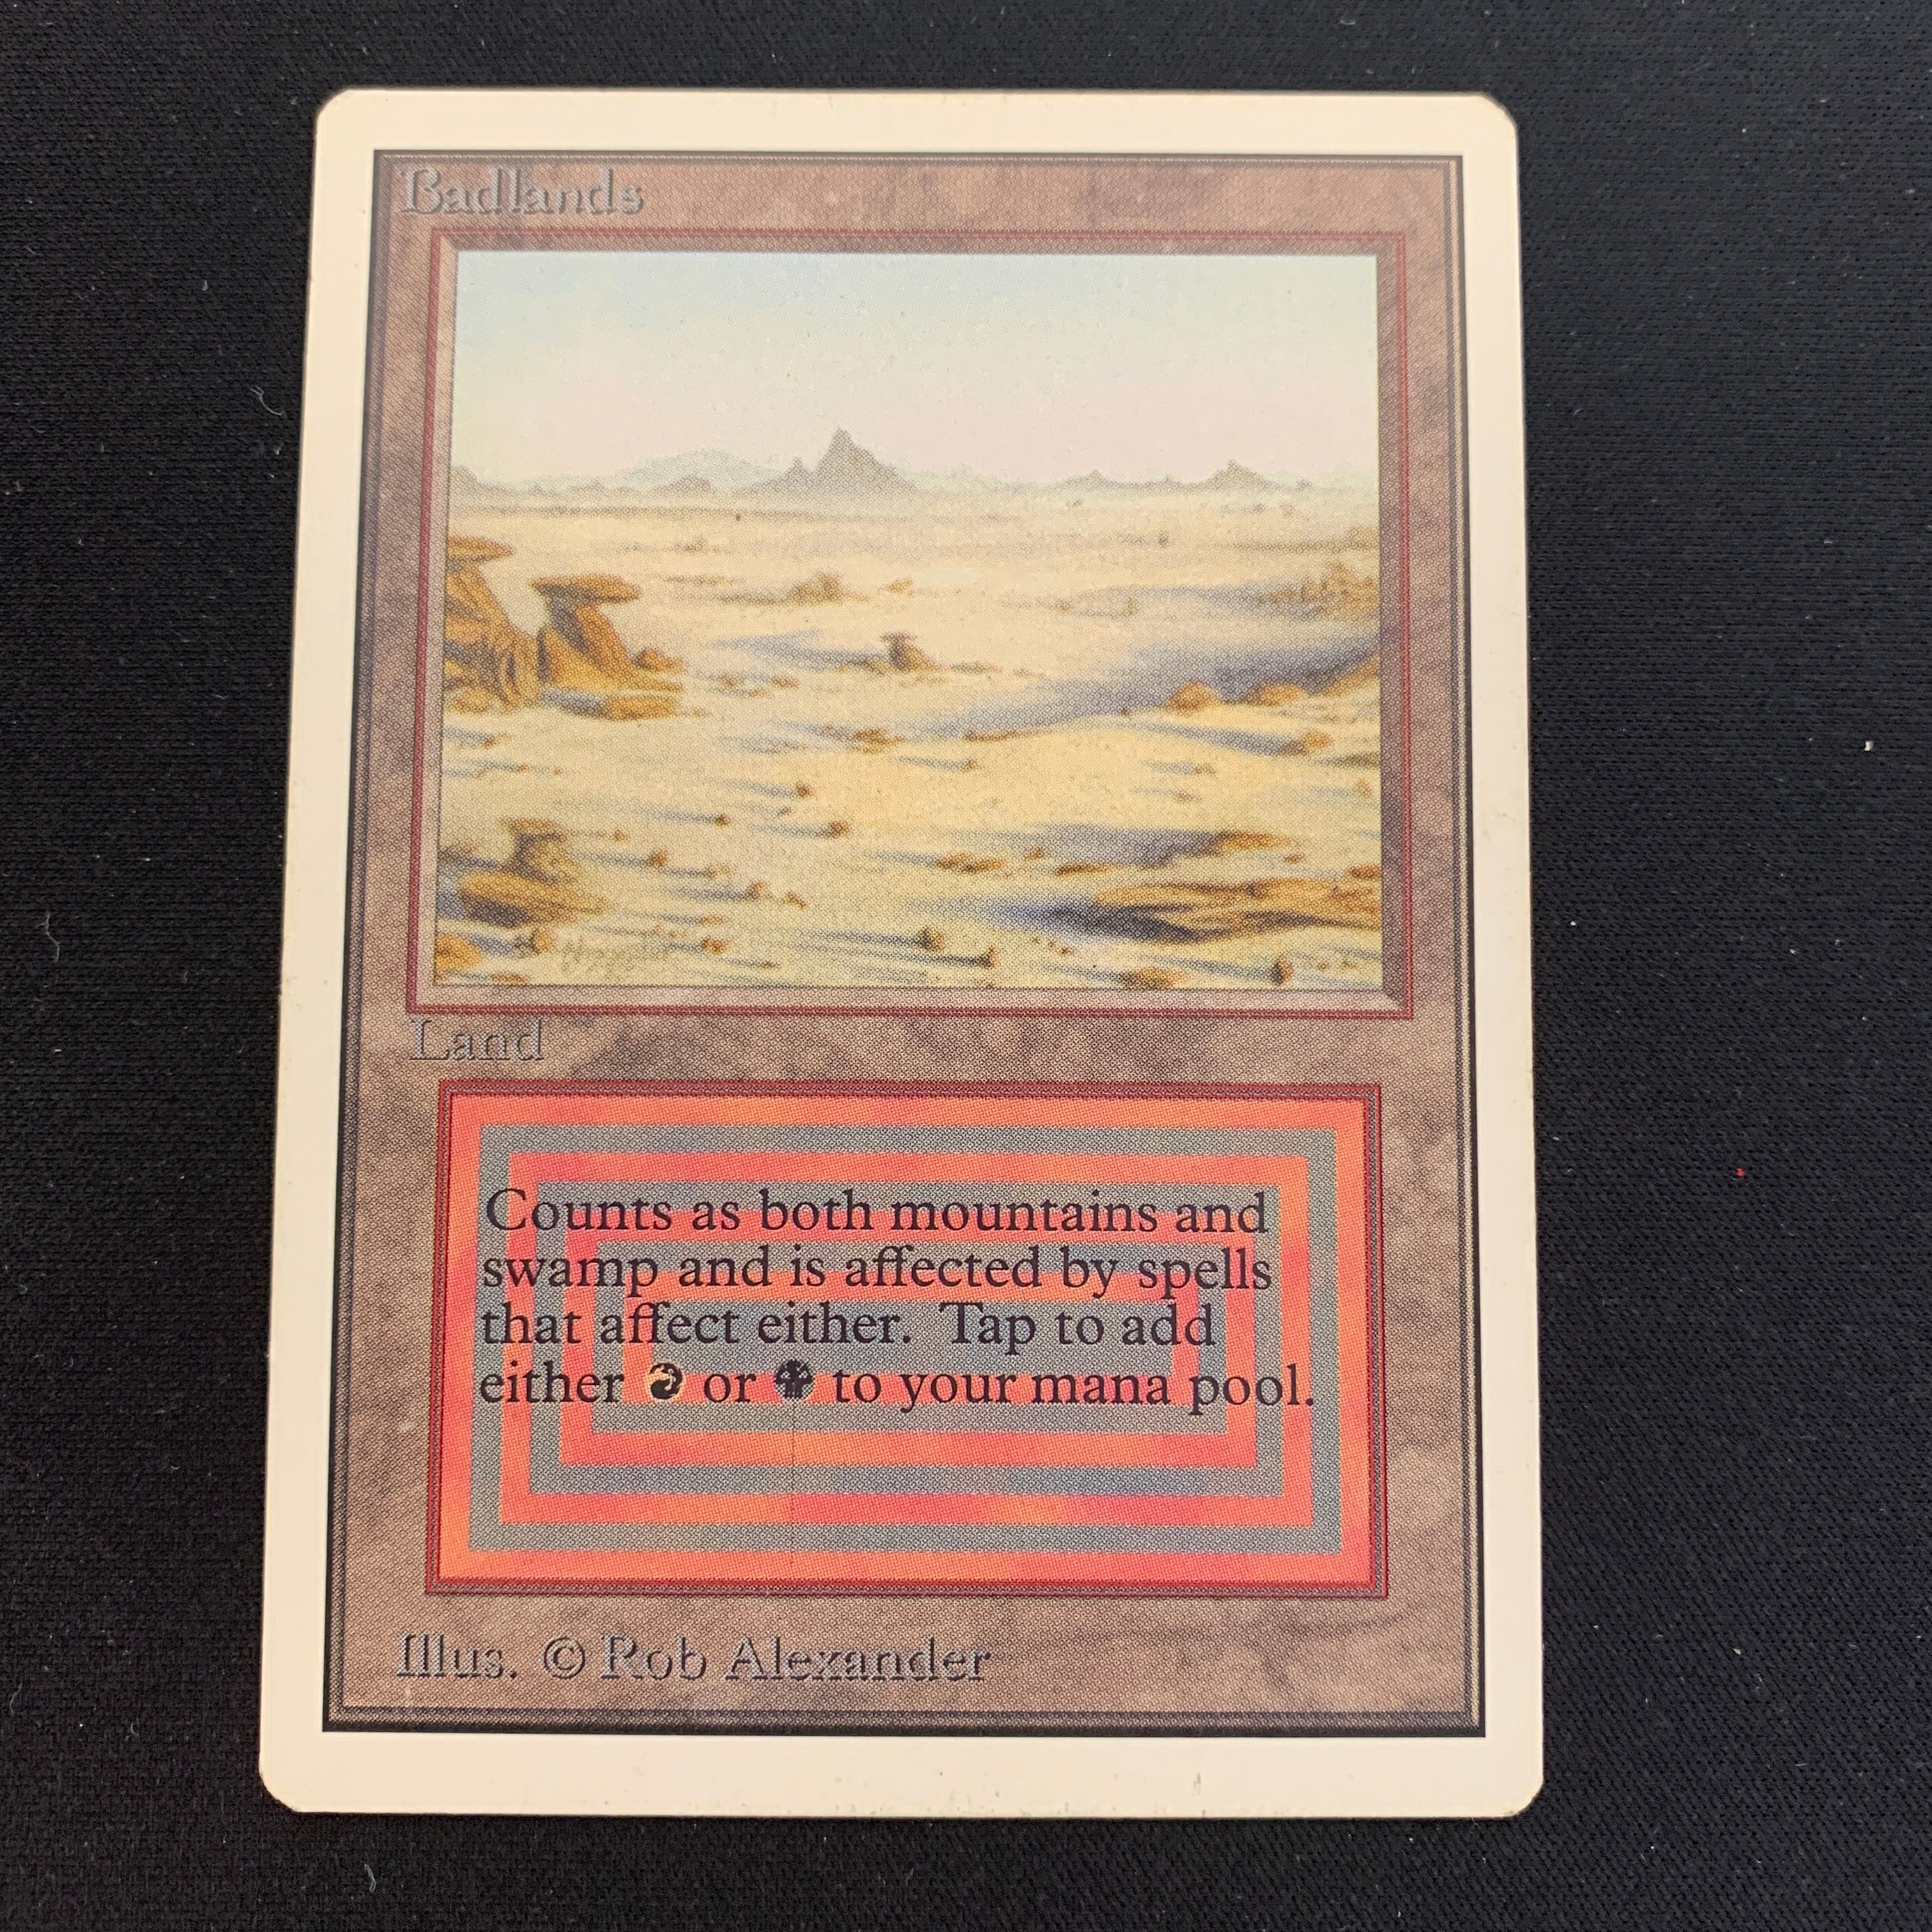 Badlands
Land
Counts as both mountains and
swamp and is affected by spells
that affect either. Tap to add
either or to your mana pool.
Illus. © Rob Alexander